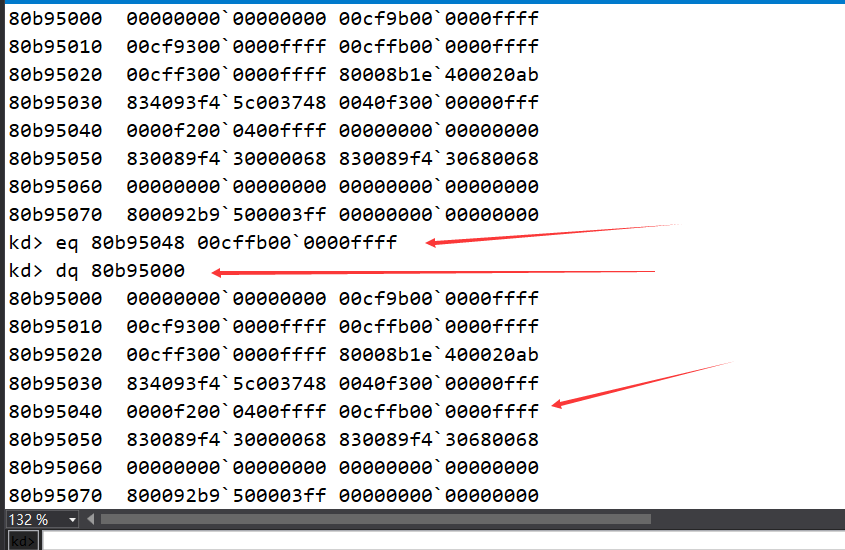 80b95000  00000000`00000000 00cf9b00`0000ffff
80b95010  00cf9300`0000ffff 00cffb00`0000ffff
80b95020  00cff300`0000ffff 80008b1e`400020ab
80b95030  834093f4`5c003748 0040f300`00000fff
80b95040  0000f200`0400ffff 00000000`00000000
80b95050  830089f4`30000068 830089f4`30680068
80b95060  00000000`00000000 00000000`00000000
80b95070  800092b9`500003ff 00000000`00000000
kd> eq 80b95048 00cffb00`0000ffff
kd> dq 80b95000
80b95000  00000000`00000000 00cf9b00`0000ffff
80b95010  00cf9300`0000ffff 00cffb00`0000ffff
80b95020  00cff300`0000ffff 80008b1e`400020ab
80b95030  834093f4`5c003748 0040f300`00000fff
80b95040  0000f200`0400ffff 00cffb00`0000ffff
80b95050  830089f4`30000068 830089f4`30680068
80b95060  00000000`00000000 00000000`00000000
80b95070  800092b9`500003ff 00000000`00000000
132 %
kd>